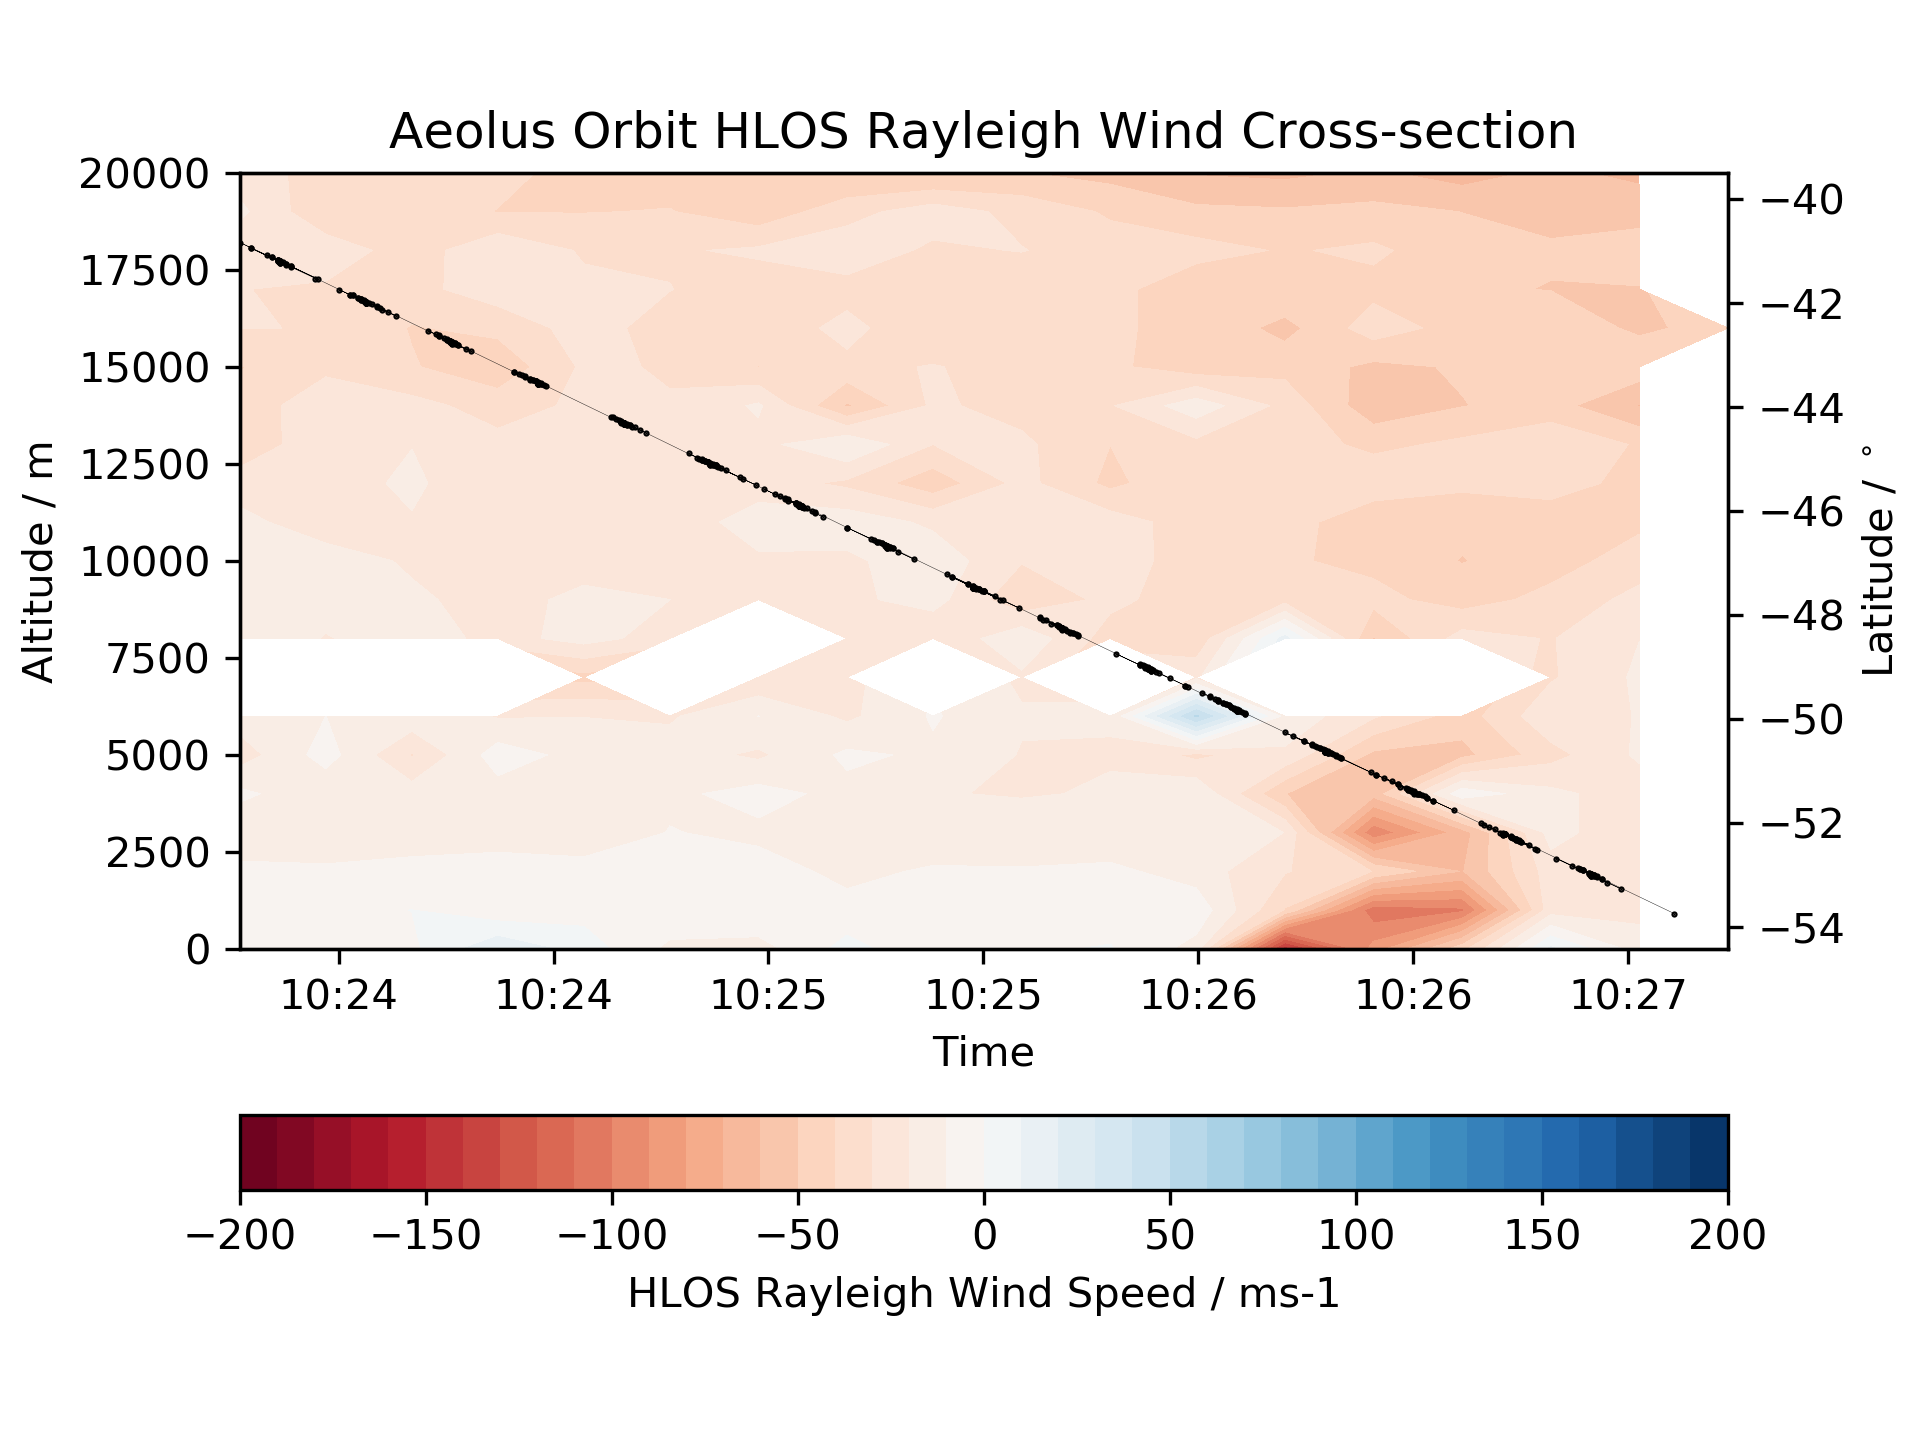 Aeolus Orbit HLOS Rayleigh Wind Cross-section
20000
17500
15000
12500
10000
7500
5000
2500
0
Altitude / m
−40
−42
−44
−46
−48
−50
−52
−54
Latitude / °
10:24 10:24 10:25 10:25 10:26 10:26 10:27
Time
−200 −150 −100 −50 0 50 100 150 200
HLOS Rayleigh Wind Speed / ms-1